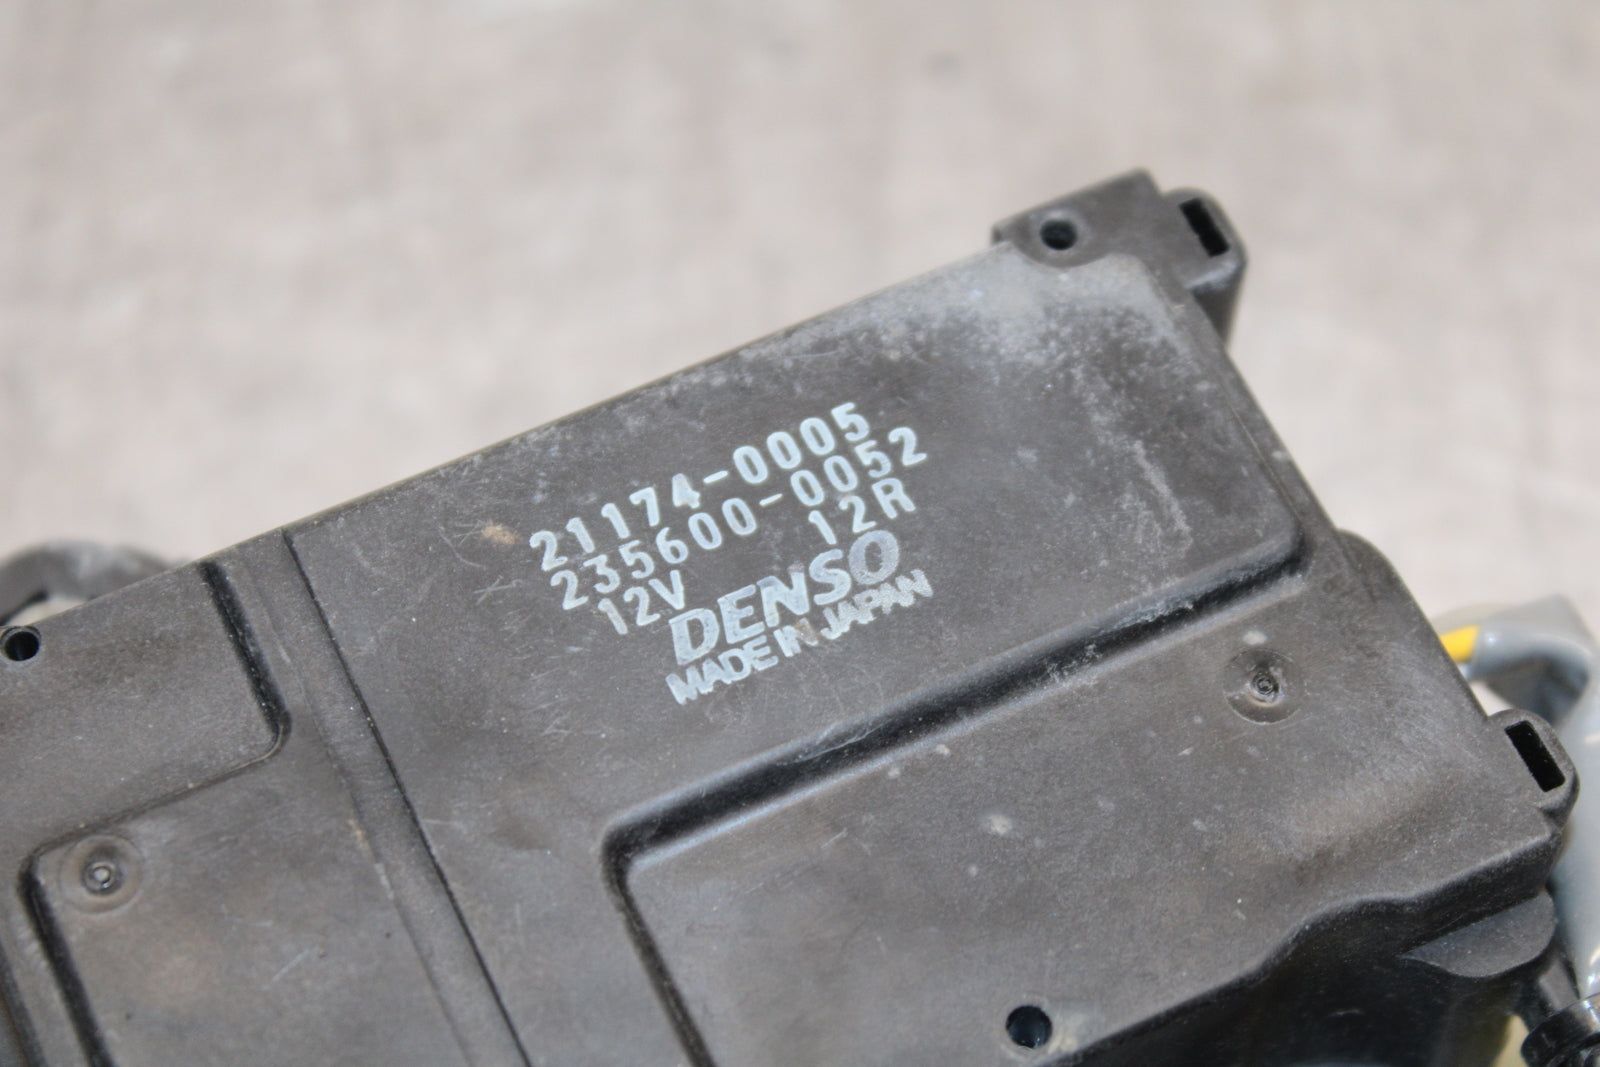 21174-0005
235600-0052
12V 12R
DENSO
MADE IN JAPAN